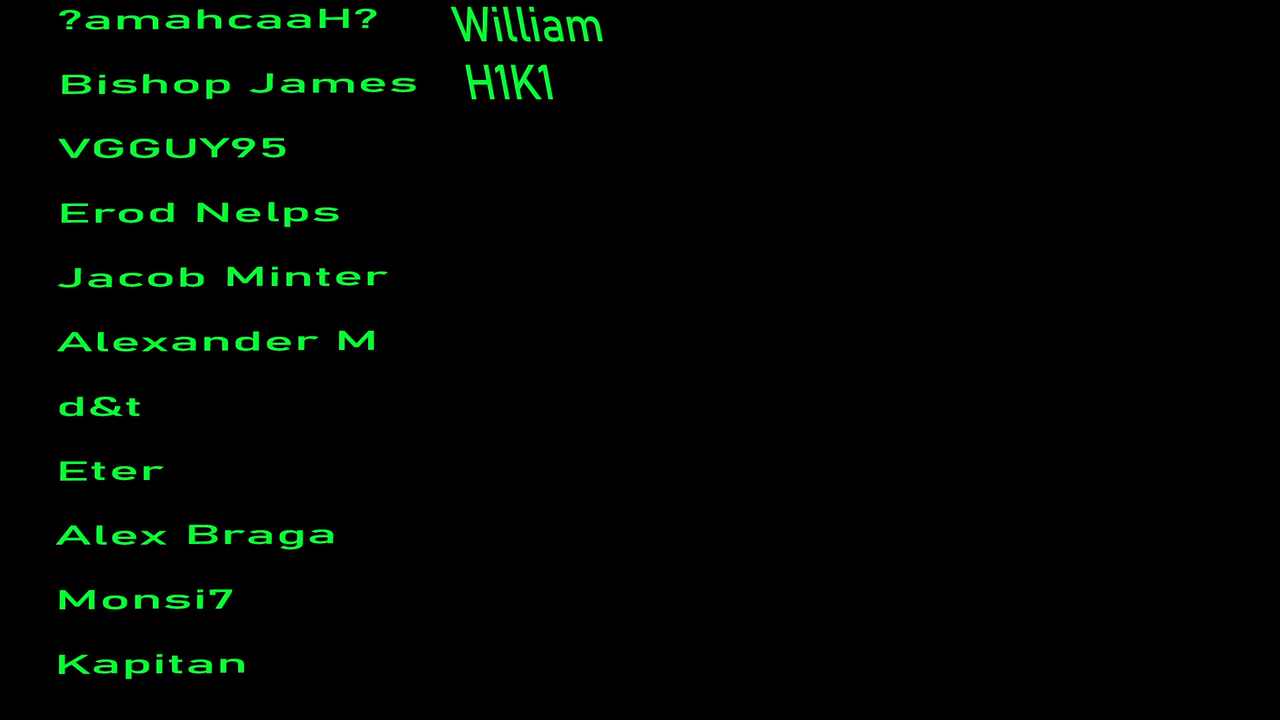 ?amahcaaH?
Bishop James
VGGUY95
Erod Nelps
Jacob Minter
Alexander M
d&t
Eter
Alex Braga
Monsi7
Kapitan
William
H1K1